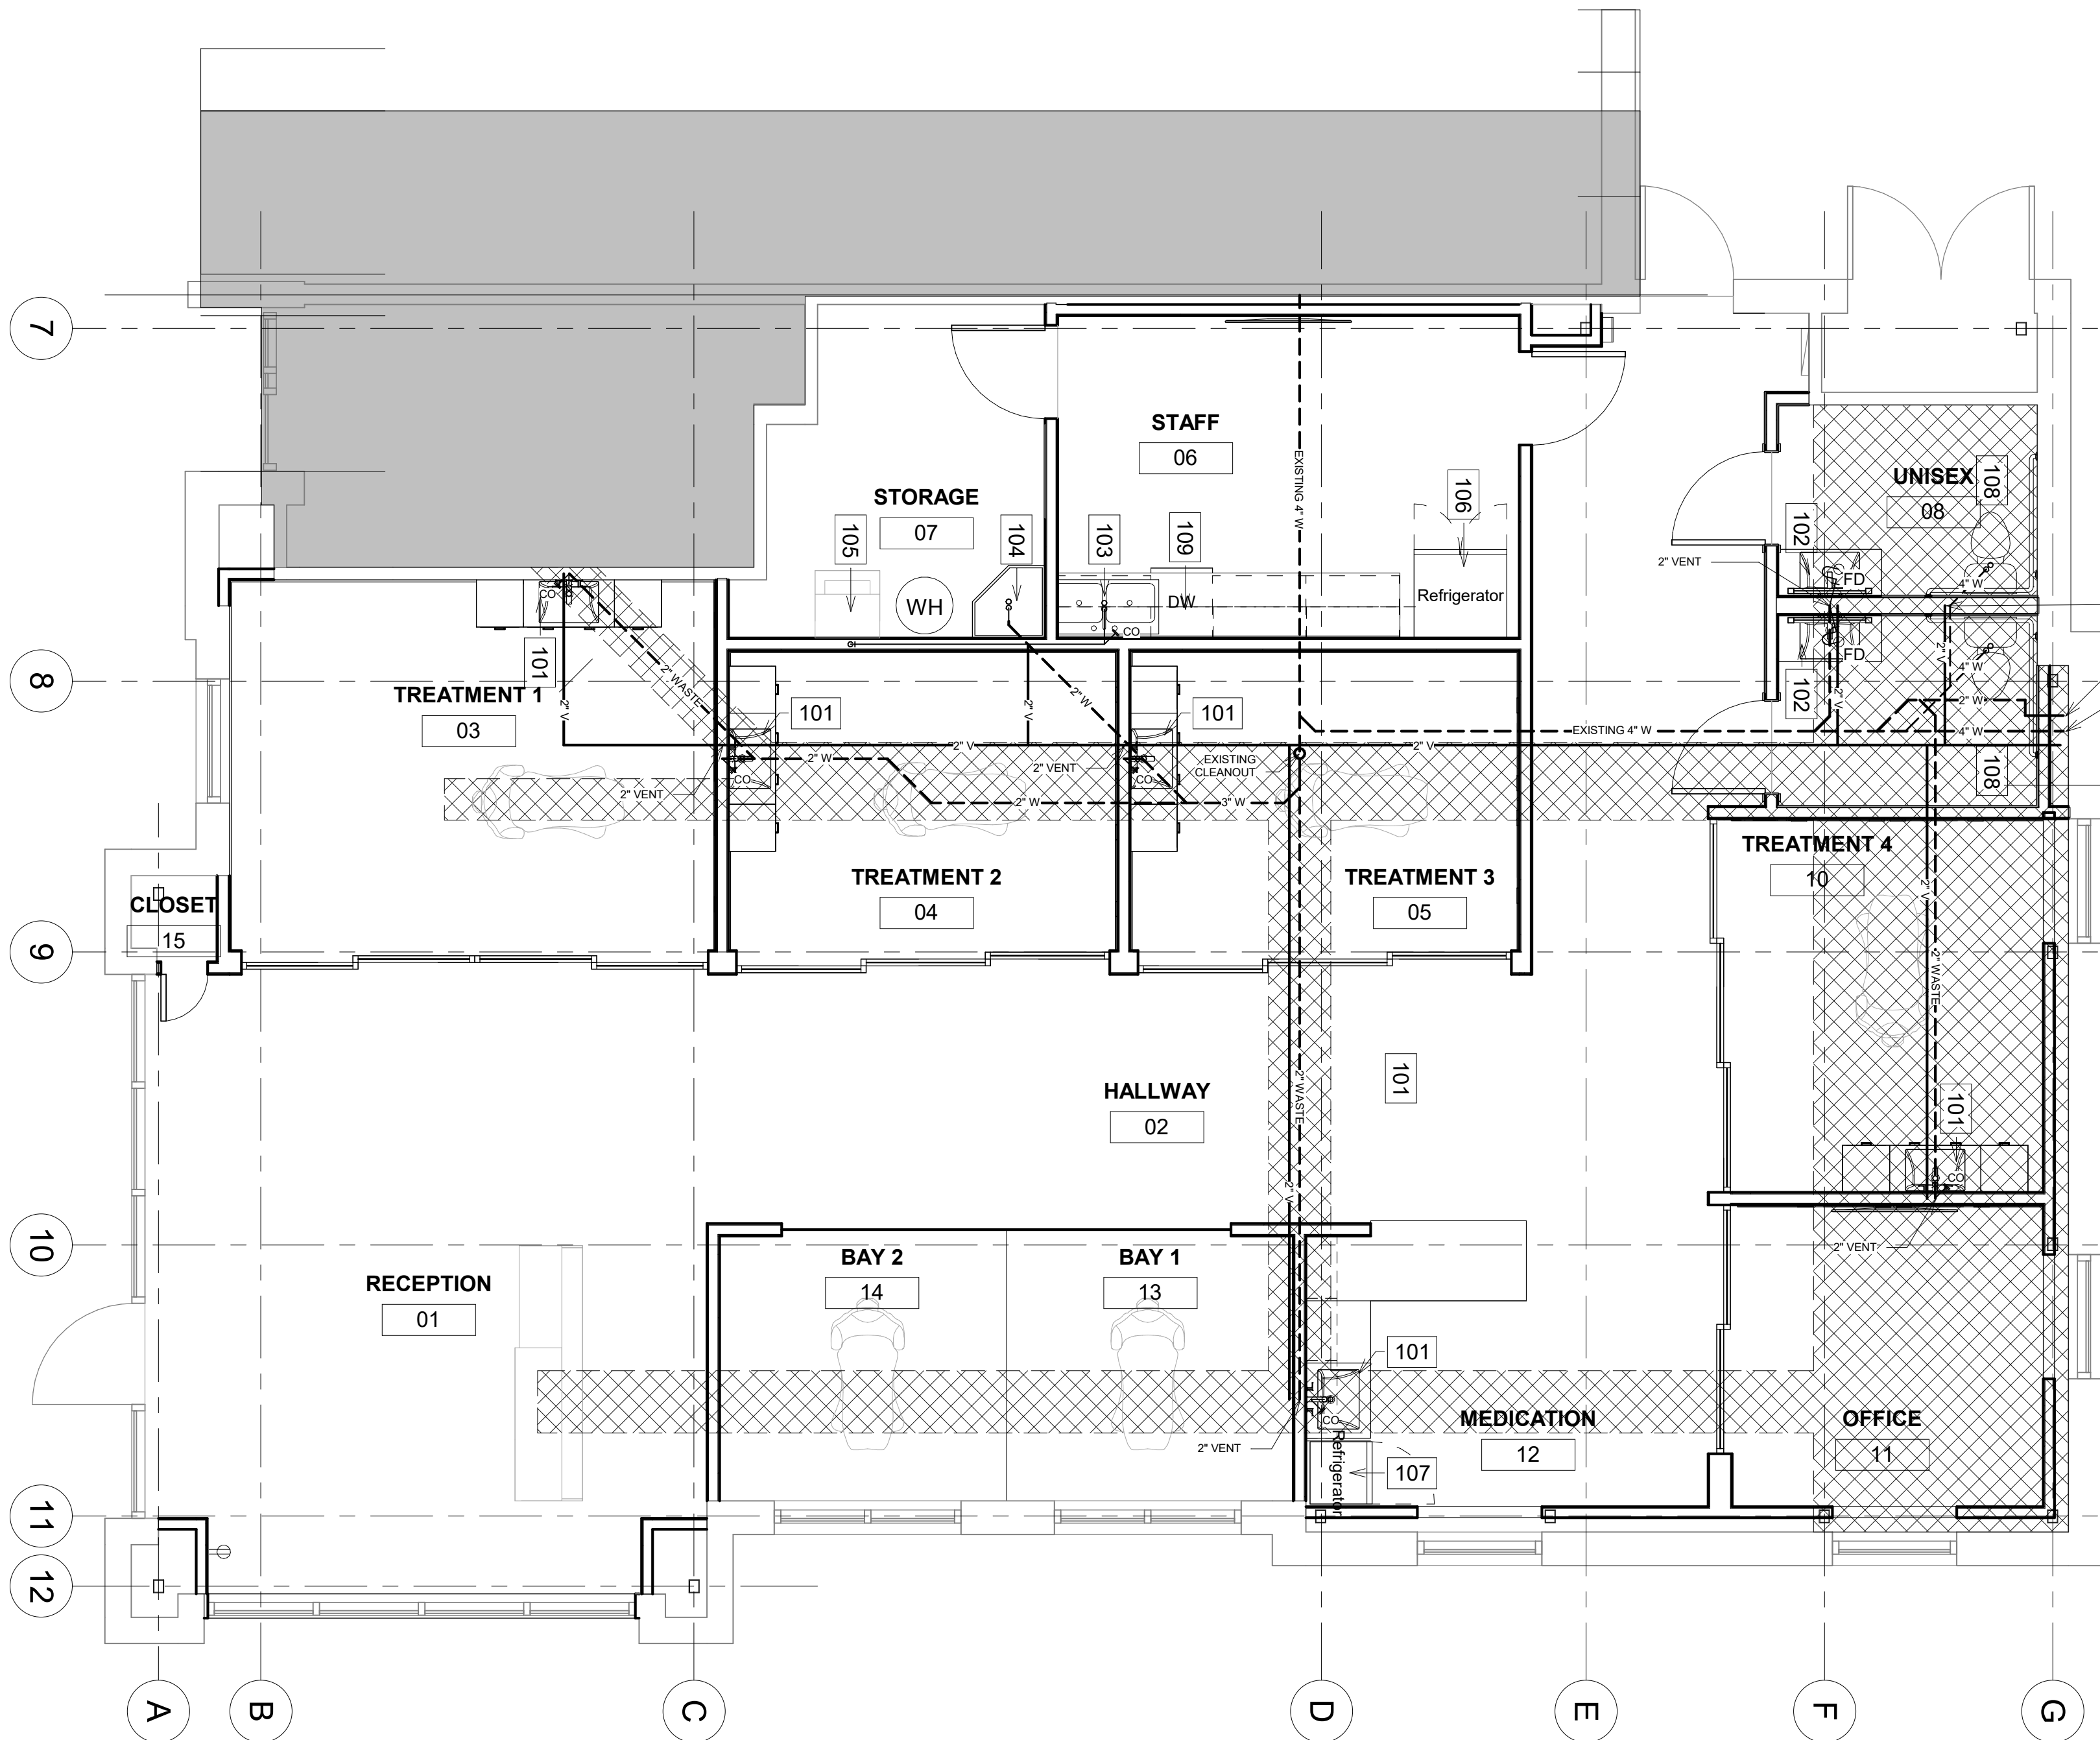 7
STAFF
06
EXISTING 4" W
106
UNISEX
108
08
STORAGE
07
105
104
103
109
102
2" VENT
FD
4" W
WH
DW
Refrigerator
CO
CO
101
2" WASTE
2" V
2" W
2" V
8
TREATMENT 1
03
101
101
FD
102
2" V
4" W
2" W
2" V
EXISTING 4" W
4" W
2" V
2" V
2" W
2" VENT
EXISTING
CLEANOUT
CO
CO
2" VENT
2" W
3" W
108
TREATMENT 4
10
TREATMENT 2
04
TREATMENT 3
05
2" V
CLOSET
15
9
2" WASTE
HALLWAY
02
101
2" WASTE
101
CO
2" V
10
BAY 2
14
BAY 1
13
2" VENT
RECEPTION
01
101
CO
MEDICATION
12
OFFICE
11
2" VENT
Refrigerator
107
11
12
A
B
C
D
E
F
G